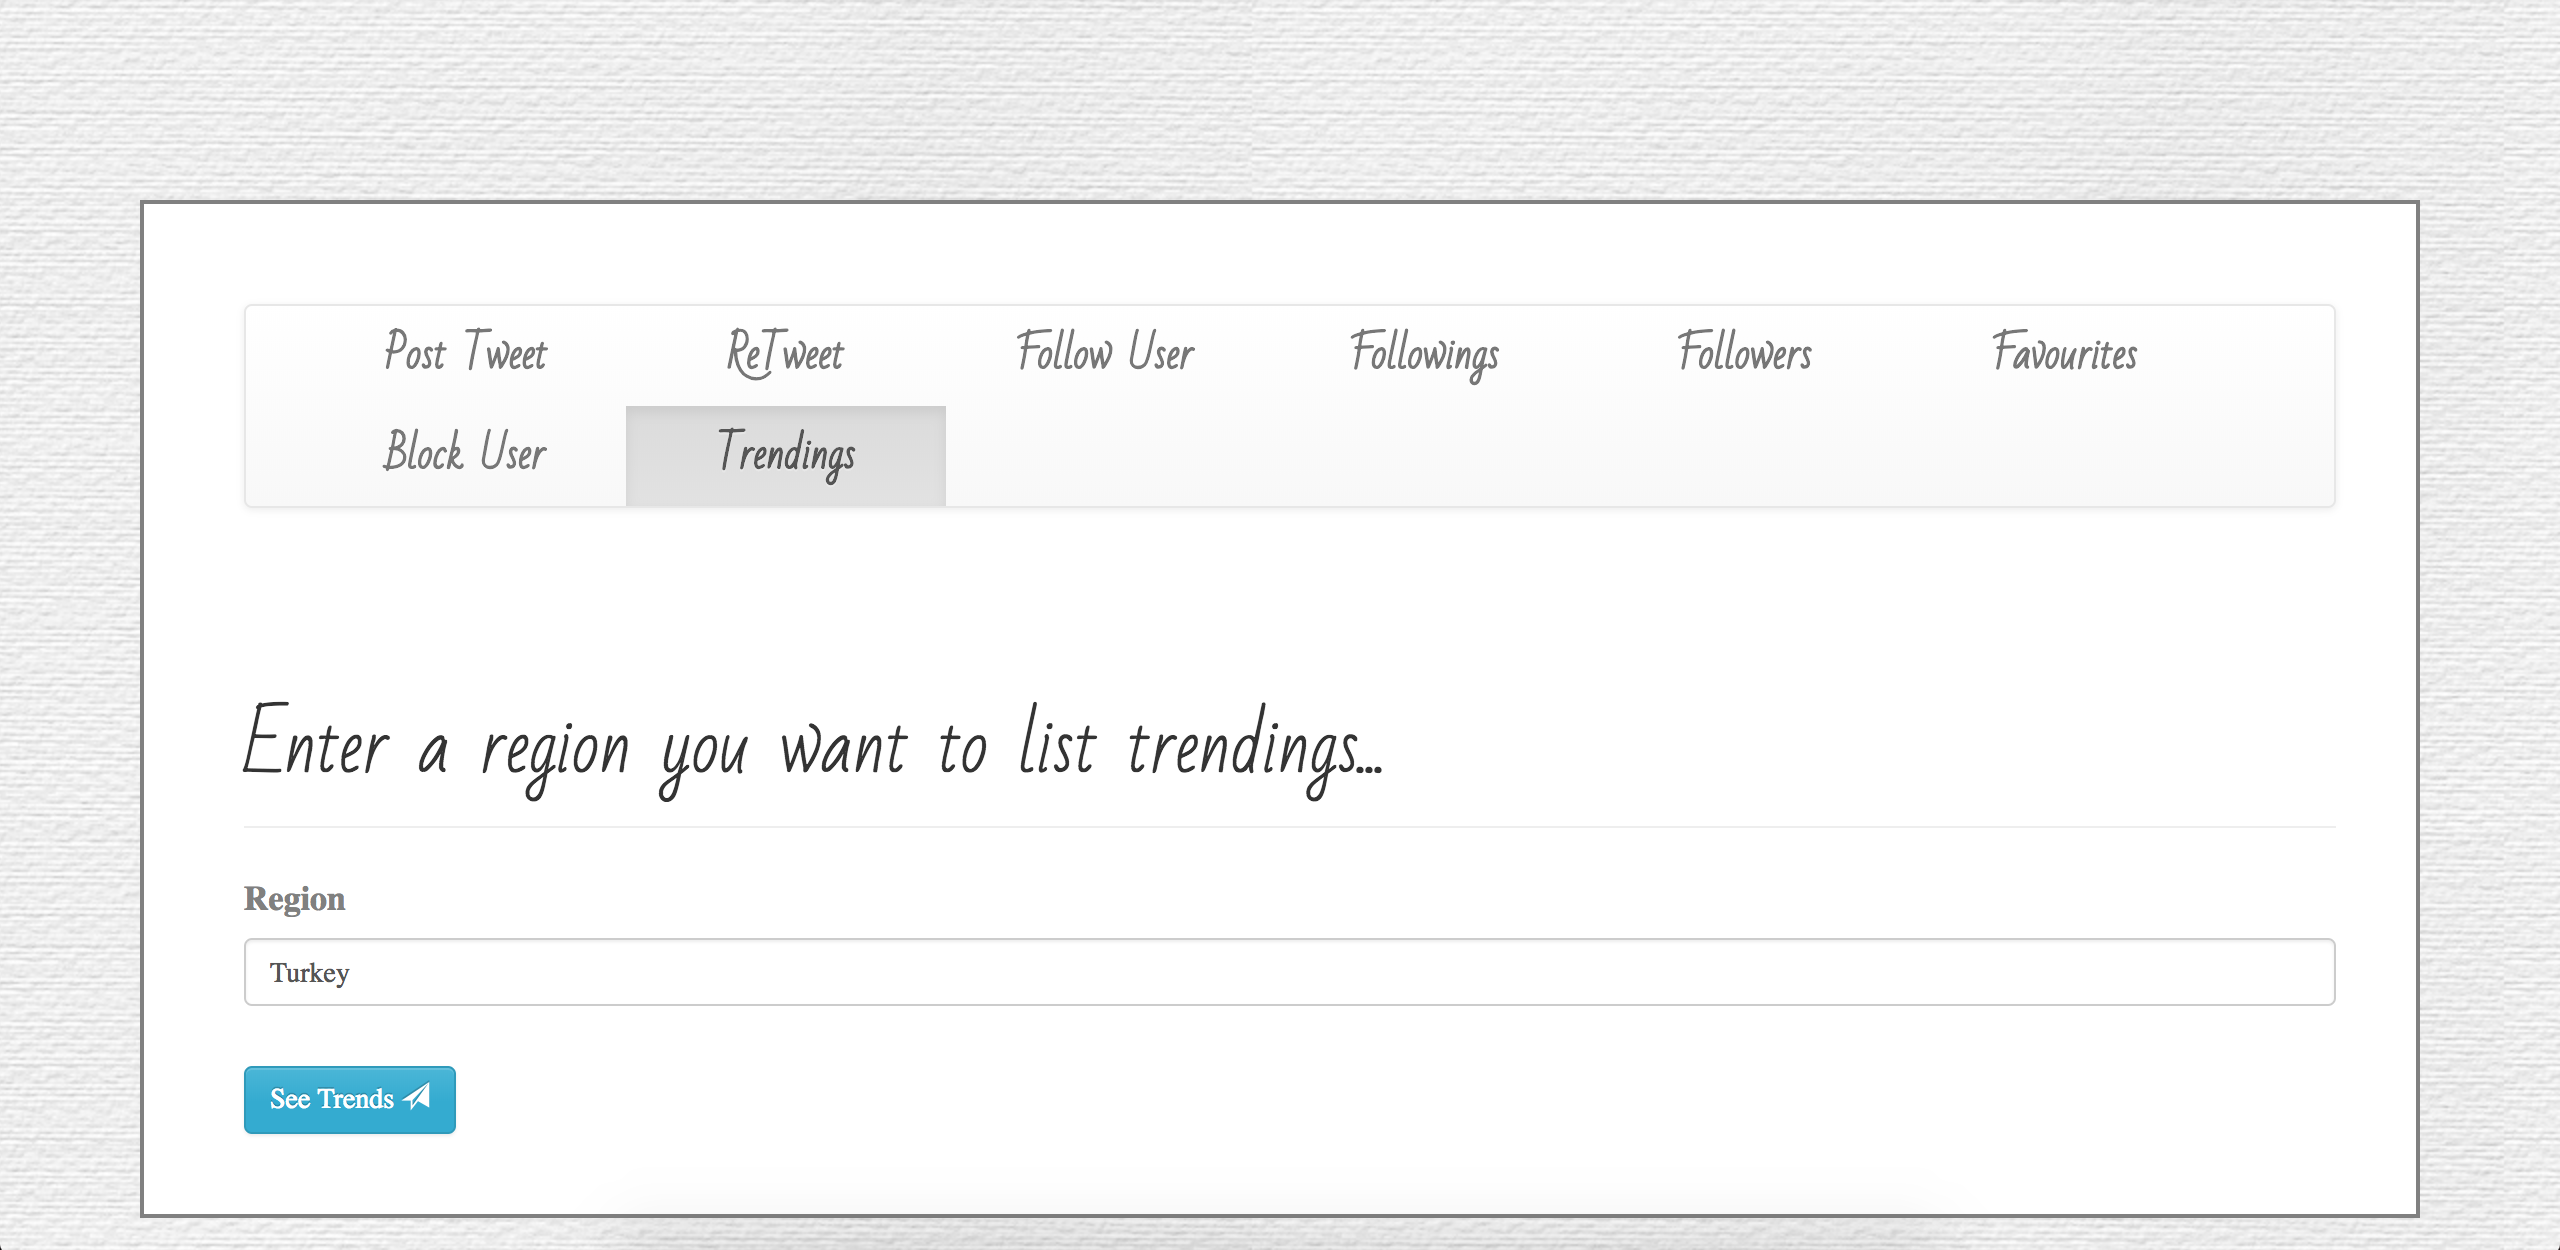 Post Tweet ReTweet Follow User Followings Followers Favourites
Block User Trendings
Enter a region you want to list trendings...
Region
Turkey
See Trends